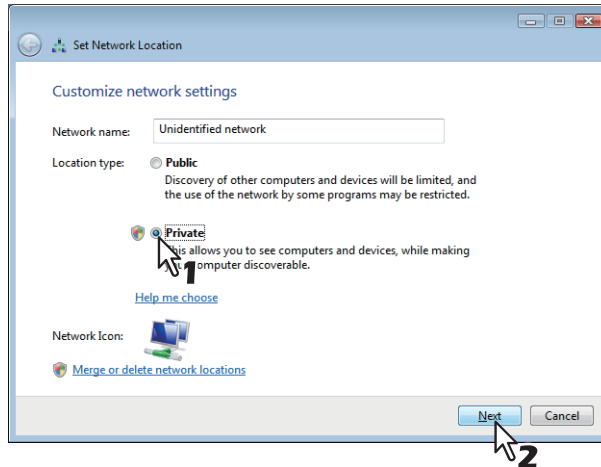 Set Network Location
Customize network settings
Network name: Unidentified network
Location type: Public
Discovery of other computers and devices will be limited, and
the use of the network by some programs may be restricted.
Private
This allows you to see computers and devices, while making
computer discoverable.
1
Help me choose
Network Icon:
Merge or delete network locations
Next Cancel
2